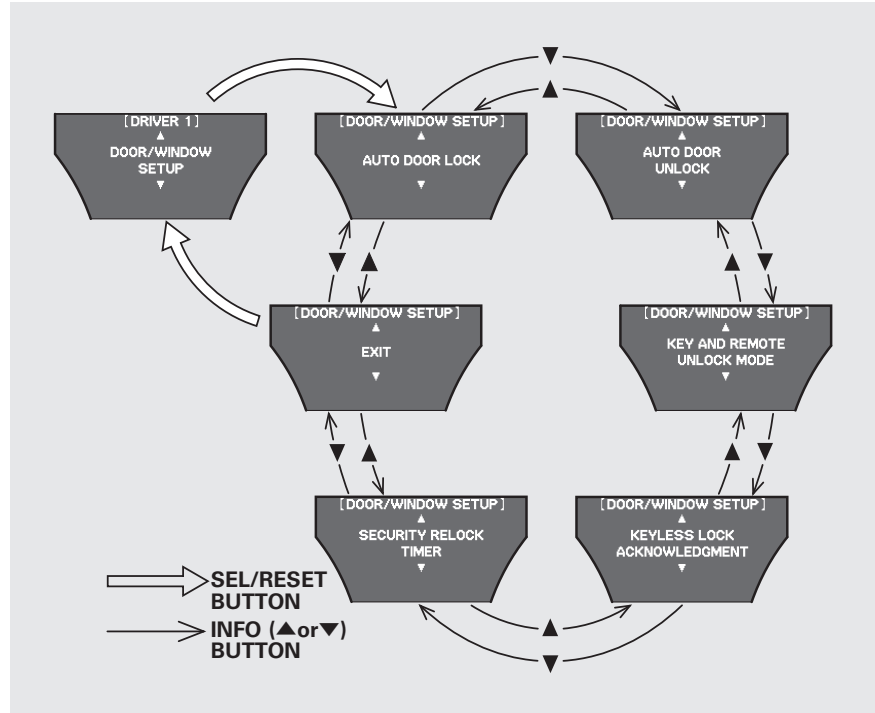 [DRIVER 1]
▲
DOOR/WINDOW
SETUP
▼
[DOOR/WINDOW SETUP]
▲
AUTO DOOR LOCK
▼
▼
▲
[DOOR/WINDOW SETUP]
▲
AUTO DOOR
UNLOCK
▼
▼
▲
▲
▼
[DOOR/WINDOW SETUP]
▲
EXIT
▼
[DOOR/WINDOW SETUP]
▲
KEY AND REMOTE
UNLOCK MODE
▼
▼
▲
▲
▼
[DOOR/WINDOW SETUP]
▲
SECURITY RELOCK
TIMER
▼
[DOOR/WINDOW SETUP]
▲
KEYLESS LOCK
ACKNOWLEDGMENT
▼
▲
▼
SEL/RESET
BUTTON
INFO (▲or▼)
BUTTON